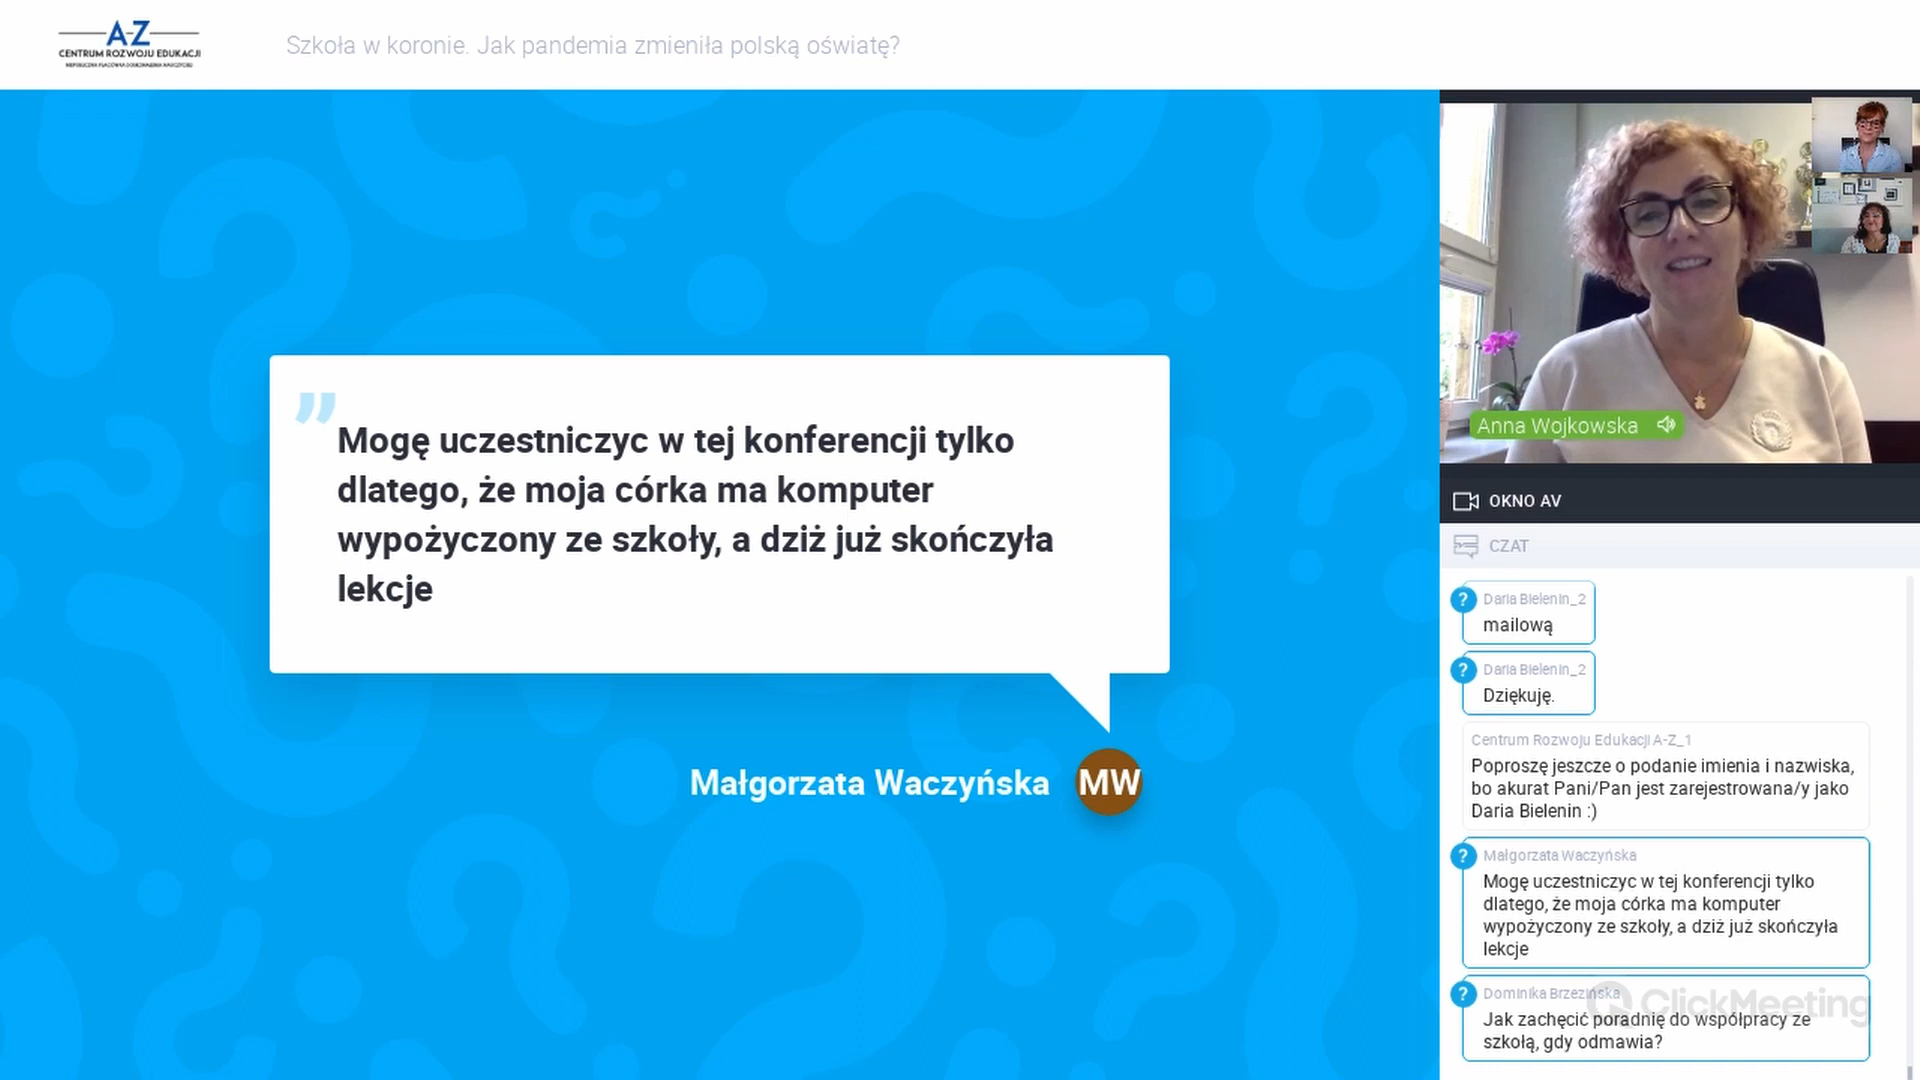 A-Z
CENTRUM ROZWOJU EDUKACJI
NIEPUBLICZNA PLACÓWKA DOSKONALENIA NAUCZYCIELI
Szkoła w koronie. Jak pandemia zmieniła polską oświatę?
”
Mogę uczestniczyc w tej konferencji tylko
dlatego, że moja córka ma komputer
wypożyczony ze szkoły, a dziż już skończyła
lekcje
Małgorzata Waczyńska
MW
Anna Wojkowska
OKNO AV
CZAT
? Daria Bielenin_2
mailową
? Daria Bielenin_2
Dziękuję.
Centrum Rozwoju Edukacji A-Z_1
Poproszę jeszcze o podanie imienia i nazwiska,
bo akurat Pani/Pan jest zarejestrowana/y jako
Daria Bielenin :)
? Małgorzata Waczyńska
Mogę uczestniczyc w tej konferencji tylko
dlatego, że moja córka ma komputer
wypożyczony ze szkoły, a dziż już skończyła
lekcje
? Dominika Brzezińska
ClickMeeting
Jak zachęcić poradnię do współpracy ze
szkołą, gdy odmawia?